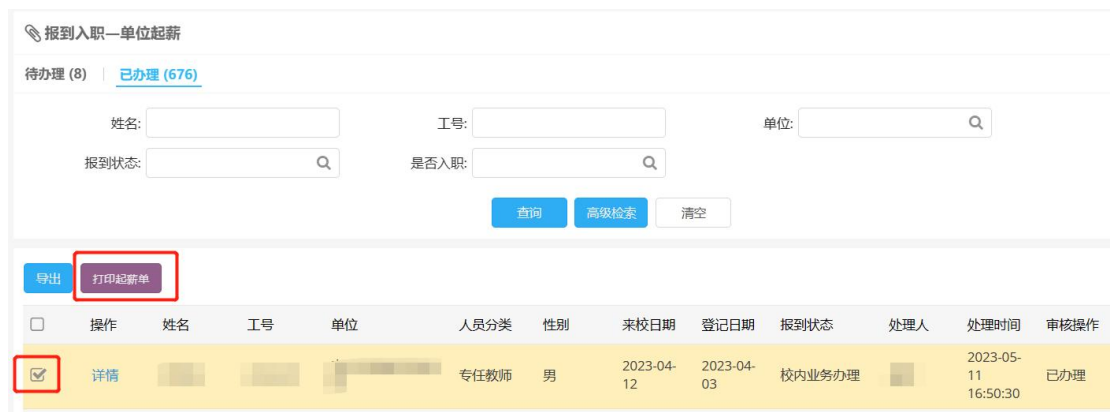 报到入职—单位起薪
待办理 (8) 已办理 (676)
姓名: 工号: 单位:
报到状态: 是否入职:
查询 高级检索 清空
导出 打印起薪单
操作 姓名 工号 单位 人员分类 性别 来校日期 登记日期 报到状态 处理人 处理时间 审核操作
详情 专任教师 男 2023-04-12 2023-04-03 校内业务办理 2023-05-11 16:50:30 已办理